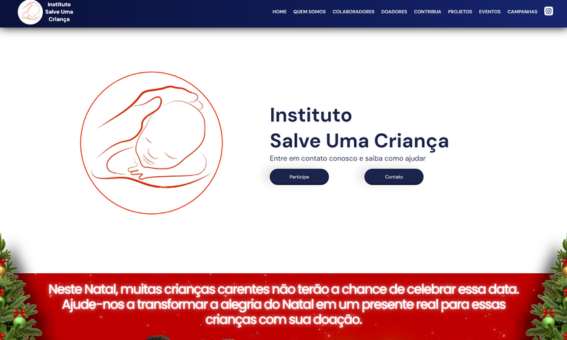 Instituto
Salve Uma
Criança
HOME QUEM SOMOS COLABORADORES DOADORES CONTRIBUA PROJETOS EVENTOS CAMPANHAS
Instituto
Salve Uma Criança
Entre em contato conosco e saiba como ajudar
Participe Contato
Neste Natal, muitas crianças carentes não terão a chance de celebrar essa data.
Ajude-nos a transformar a alegria do Natal em um presente real para essas
crianças com sua doação.